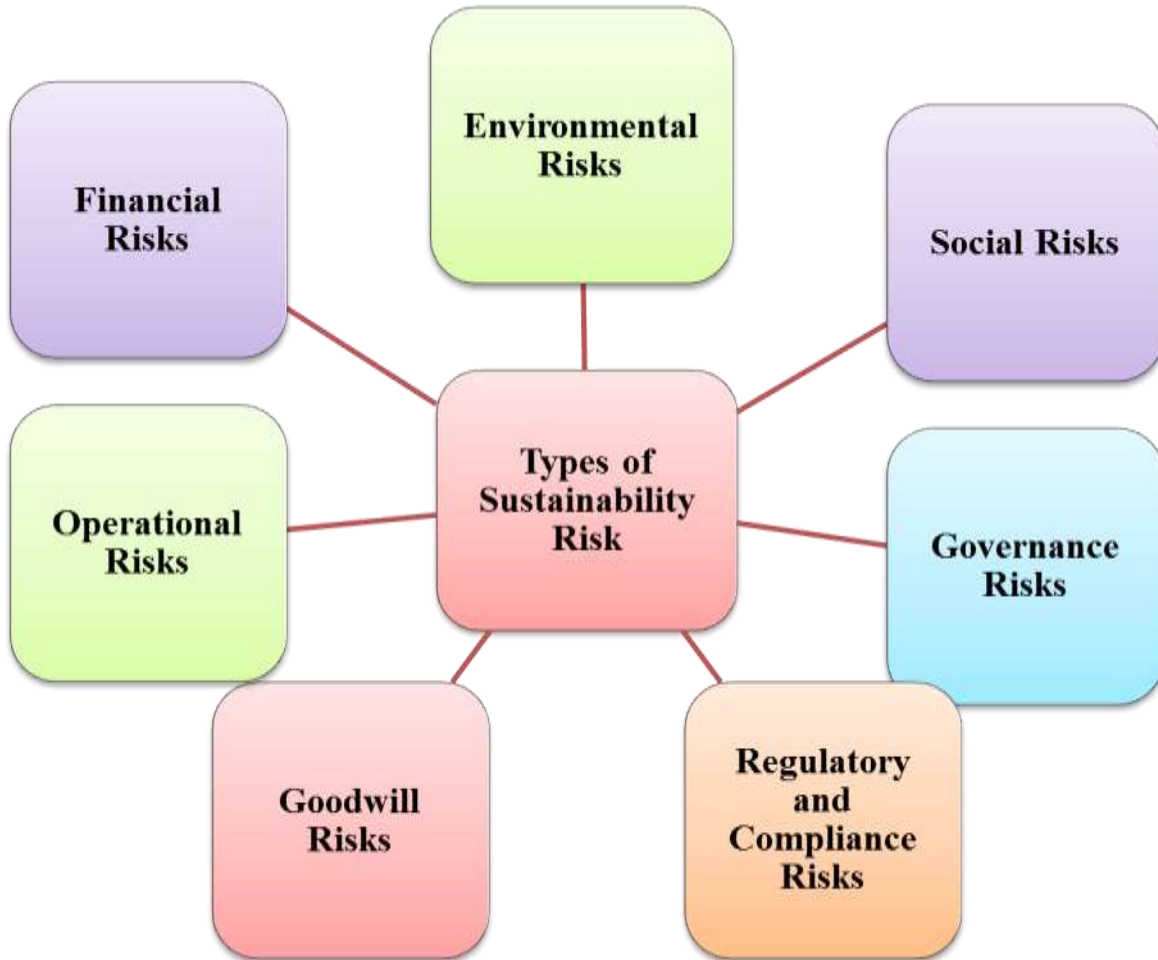 Environmental
Risks
Financial
Risks
Social Risks
Types of
Sustainability
Risk
Operational
Risks
Governance
Risks
Goodwill
Risks
Regulatory
and
Compliance
Risks